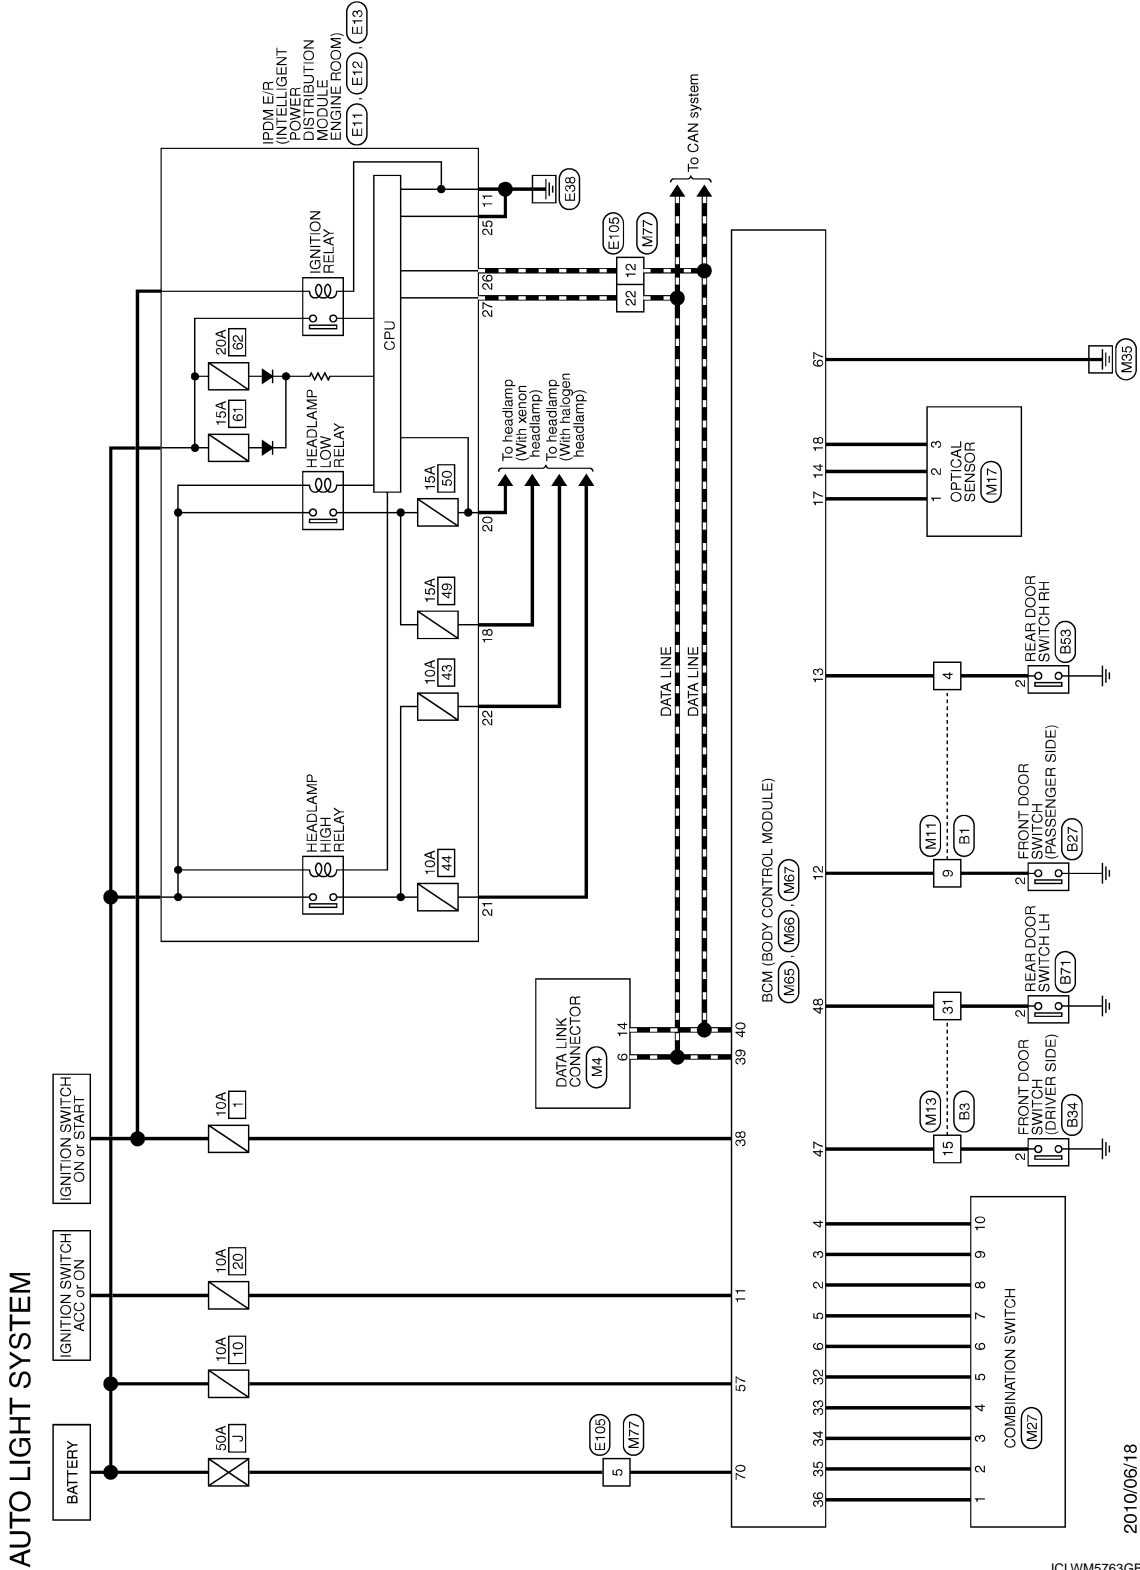 AUTO LIGHT SYSTEM
BATTERY
IGNITION SWITCH
ACC or ON
IGNITION SWITCH
ON or START
50A
J
10A
10
10A
20
10A
1
E105
M77
5
70
57
11
38
39
40
DATA LINK
CONNECTOR
M4
6
14
IPDM E/R
(INTELLIGENT
POWER
DISTRIBUTION
MODULE
ENGINE ROOM)
E11 , E12 , E13
HEADLAMP
HIGH
RELAY
HEADLAMP
LOW
RELAY
15A
61
20A
62
IGNITION
RELAY
CPU
10A
44
10A
43
15A
49
15A
50
21
22
18
20
27
26
25
11
E38
To headlamp
(With xenon
headlamp)
To headlamp
(With halogen
headlamp)
E105
M77
22
12
DATA LINE
DATA LINE
To CAN system
BCM (BODY CONTROL MODULE)
M65 , M66 , M67
36
35
34
33
32
6
5
2
3
4
47
48
12
13
17
14
18
67
1
2
3
4
5
6
7
8
9
10
COMBINATION SWITCH
M27
M13
B3
15
31
M11
B1
9
4
2
FRONT DOOR
SWITCH
(DRIVER SIDE)
B34
2
REAR DOOR
SWITCH LH
B71
2
FRONT DOOR
SWITCH
(PASSENGER SIDE)
B27
2
REAR DOOR
SWITCH RH
B53
1
2
3
OPTICAL
SENSOR
M17
M35
2010/06/18